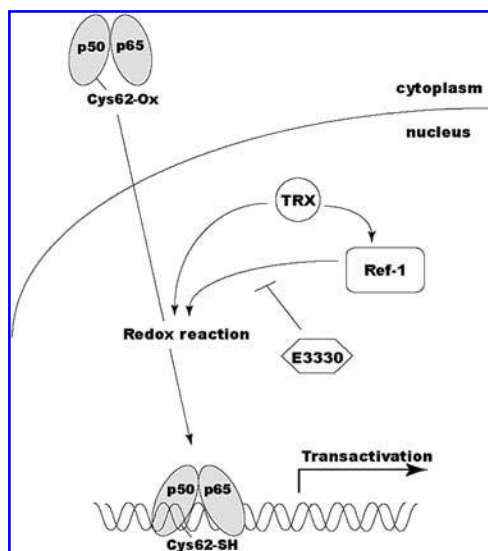 p50 p65
Cys62-Ox
cytoplasm
nucleus
TRX
Ref-1
Redox reaction
E3330
Transactivation
p50 p65
Cys62-SH